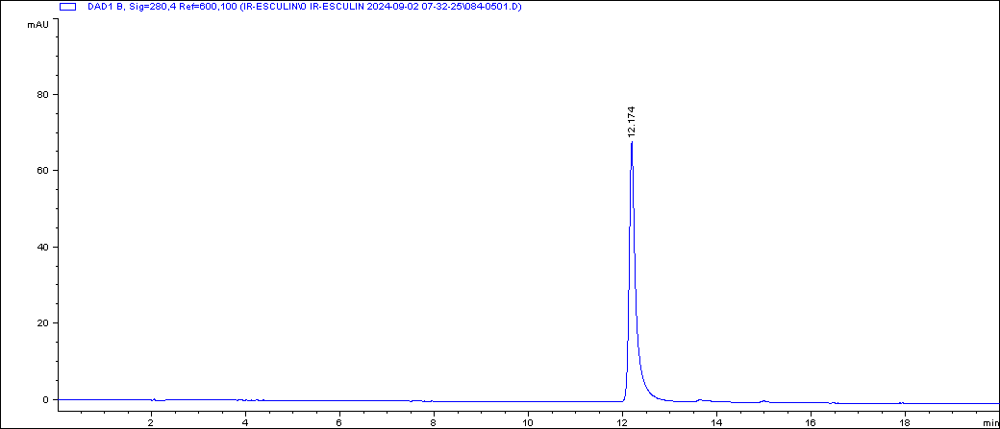 DAD1 B, Sig=280,4 Ref=600,100 (IR-ESCULIN\0 IR-ESCULIN 2024-09-02 07-32-25\084-0501.D)
mAU
80
60
40
20
0
12.174
2 4 6 8 10 12 14 16 18 min